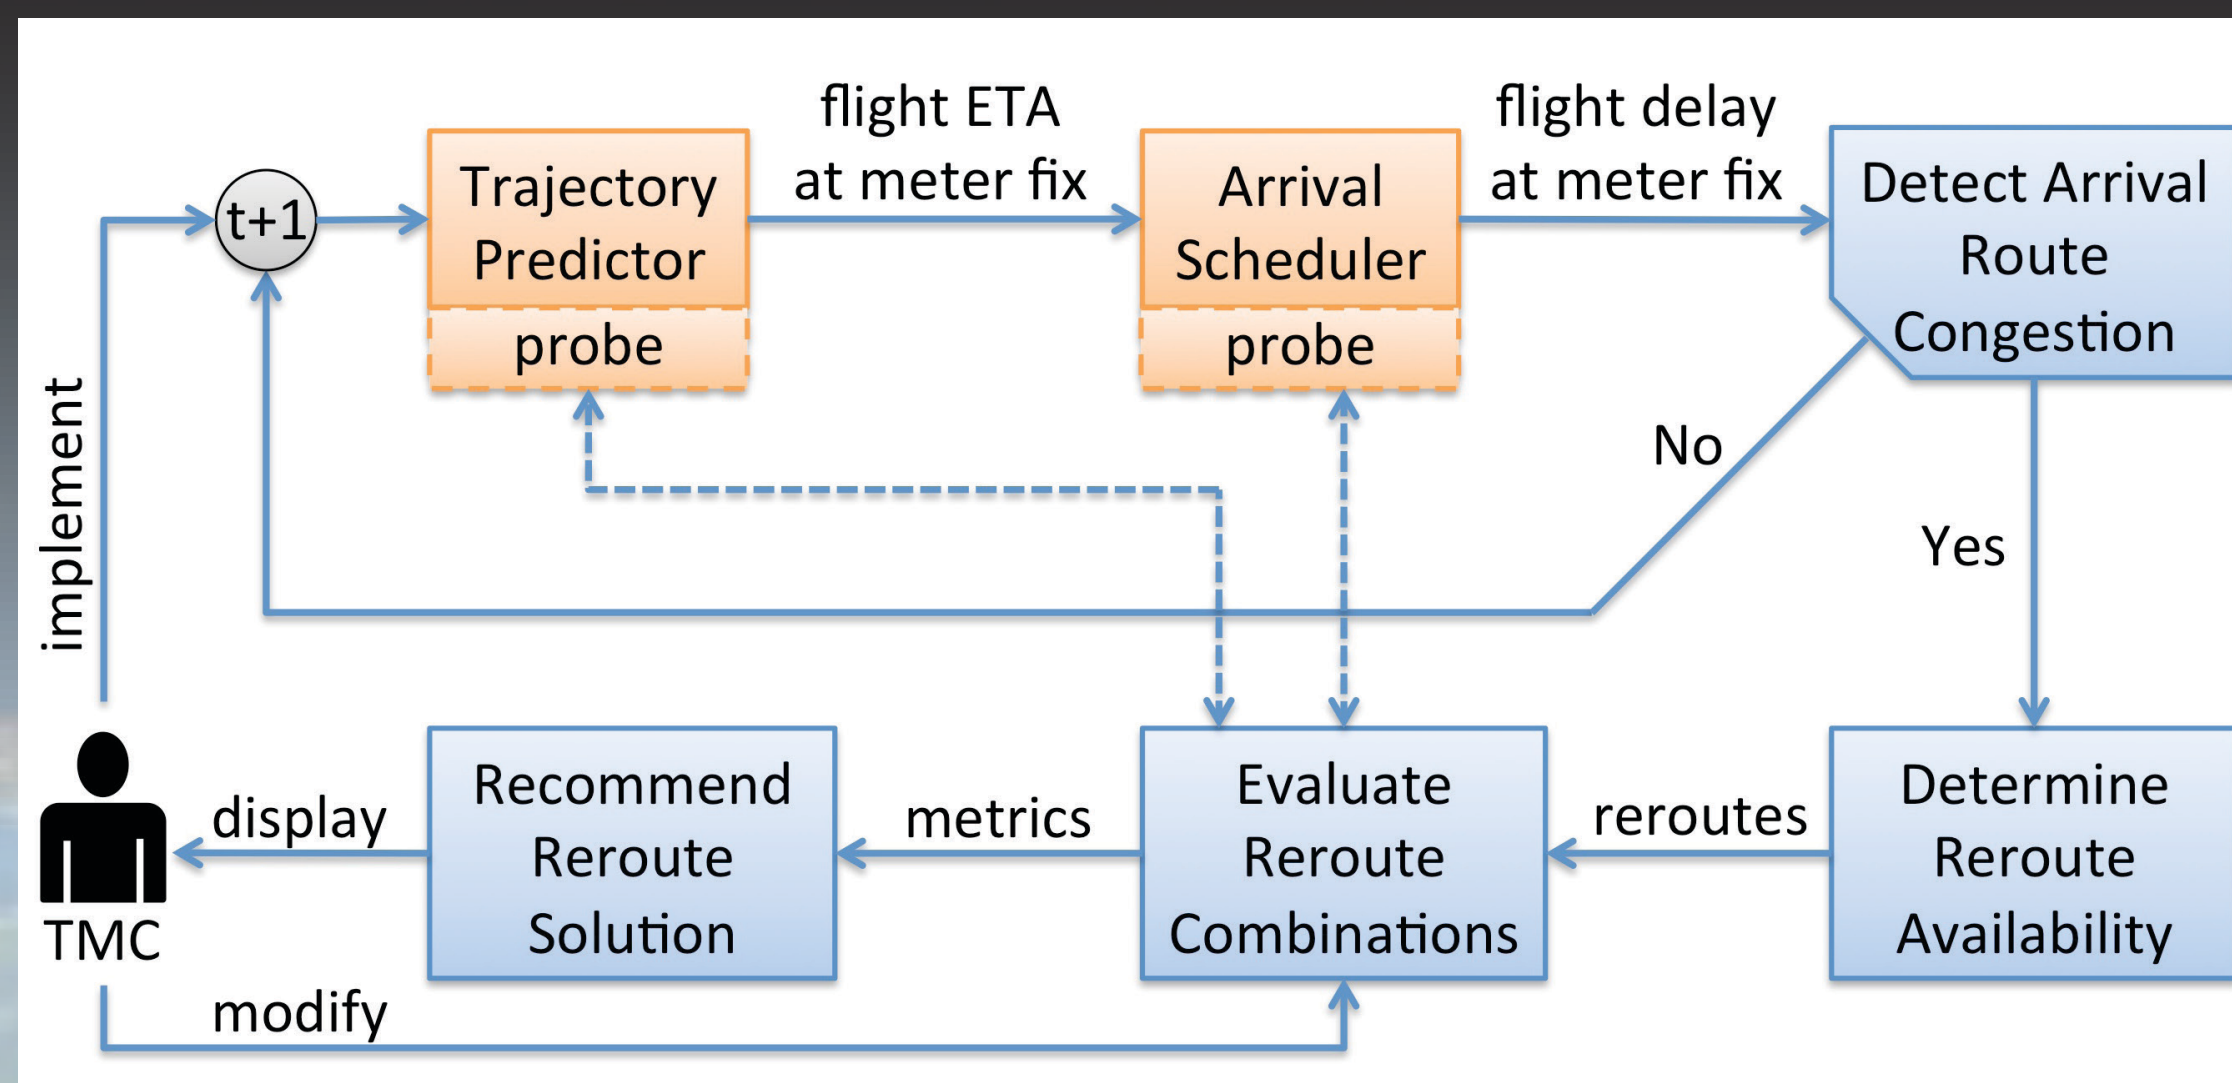 flight ETA
at meter fix
flight delay
at meter fix
t+1
Trajectory
Predictor
probe
Arrival
Scheduler
probe
Detect Arrival
Route
Congestion
No
Yes
implement
TMC
display
Recommend
Reroute
Solution
metrics
Evaluate
Reroute
Combinations
reroutes
Determine
Reroute
Availability
modify